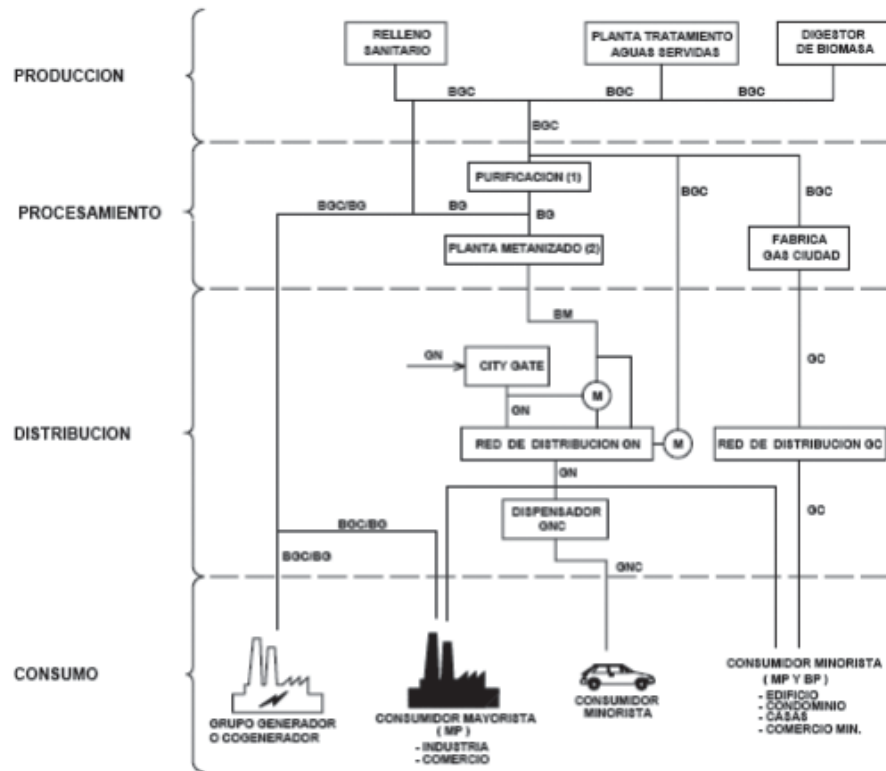 RELLENO
SANITARIO
PLANTA TRATAMIENTO
AGUAS SERVIDAS
DIGESTOR
DE BIOMASA
PRODUCCION
BGC
BGC
BGC
BGC
PROCESAMIENTO
PURIFICACION (1)
BGC
BGC
BGC/BG
BG
BG
PLANTA METANIZADO (2)
FABRICA
GAS CIUDAD
DISTRIBUCION
BM
GN
CITY GATE
GC
M
GN
RED DE DISTRIBUCION GN
M
RED DE DISTRIBUCION GC
GN
DISPENSADOR
GNC
GC
BGC/BG
BGC/BG
GNC
CONSUMO
GRUPO GENERADOR
O COGENERADOR
CONSUMIDOR MAYORISTA
( MP )
- INDUSTRIA
- COMERCIO
CONSUMIDOR
MINORISTA
CONSUMIDOR MINORISTA
( MP Y BP )
- EDIFICIO
- CONDOMINIO
- CASAS
- COMERCIO MIN.